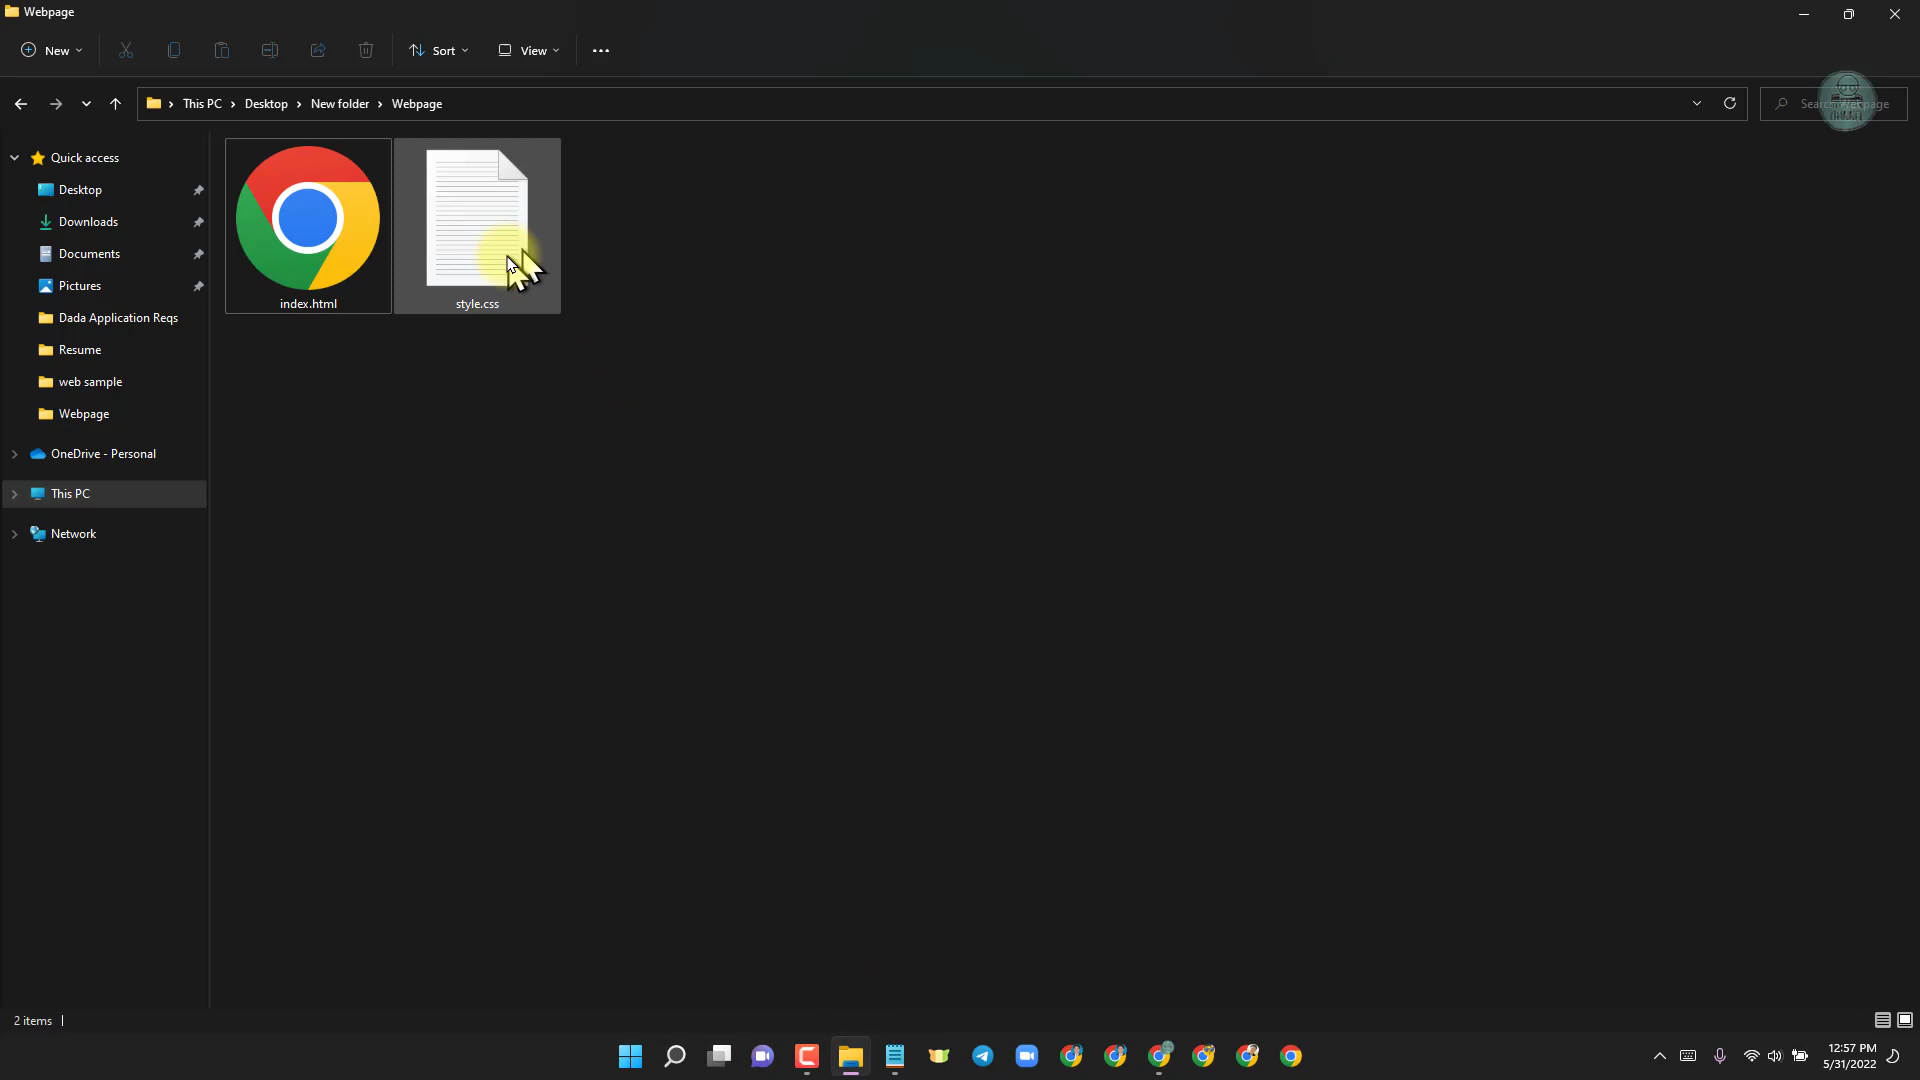 Webpage
New
Sort
View
This PC
Desktop
New folder
Webpage
Quick access
Desktop
Downloads
Documents
Pictures
Dada Application Reqs
Resume
web sample
Webpage
OneDrive - Personal
This PC
Network
index.html
style.css
2 items
12:57 PM
5/31/2022